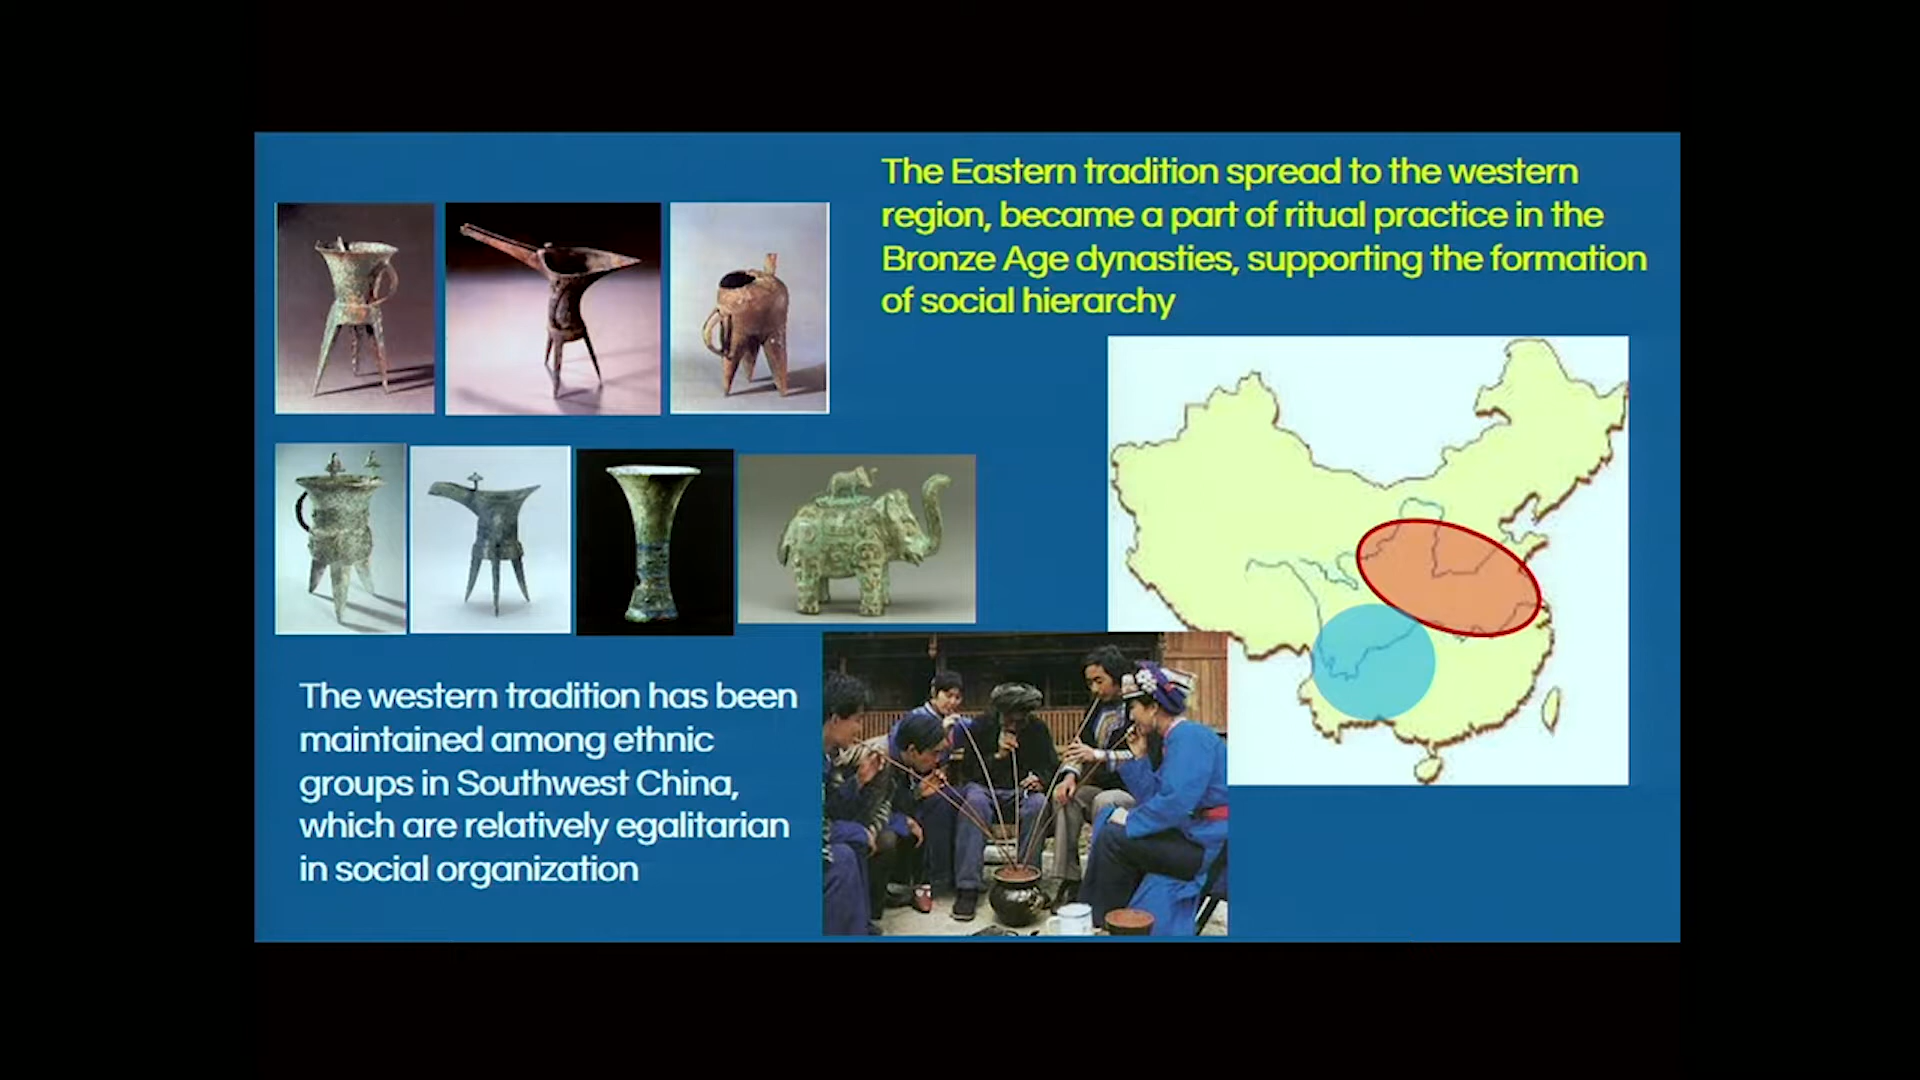 The Eastern tradition spread to the western
region, became a part of ritual practice in the
Bronze Age dynasties, supporting the formation
of social hierarchy
The western tradition has been
maintained among ethnic
groups in Southwest China,
which are relatively egalitarian
in social organization